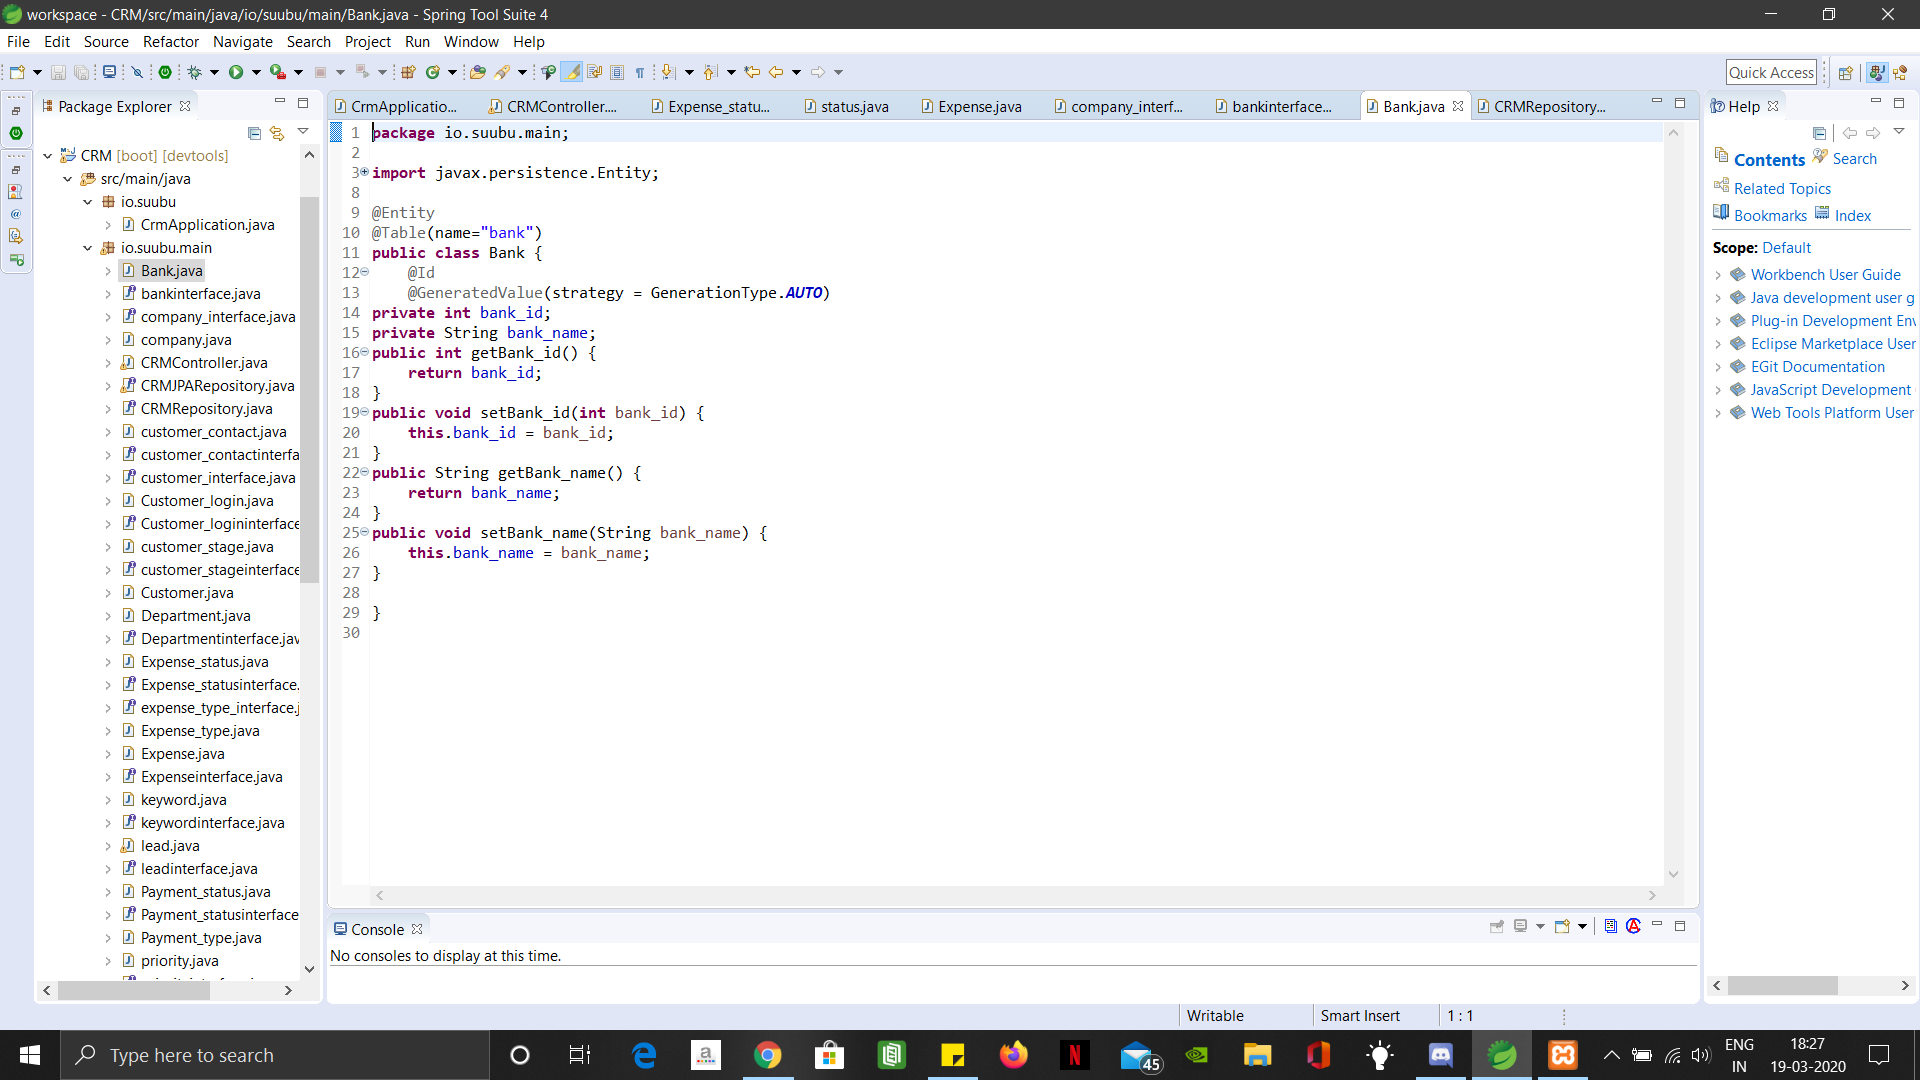 workspace - CRM/src/main/java/io/suubu/main/Bank.java - Spring Tool Suite 4
File Edit Source Refactor Navigate Search Project Run Window Help
Quick Access
Package Explorer
CRM [boot] [devtools]
src/main/java
io.suubu
CrmApplication.java
io.suubu.main
Bank.java
bankinterface.java
company_interface.java
company.java
CRMController.java
CRMJPARepository.java
CRMRepository.java
customer_contact.java
customer_contactinterfa
customer_interface.java
Customer_login.java
Customer_logininterface
customer_stage.java
customer_stageinterface
Customer.java
Department.java
Departmentinterface.jav
Expense_status.java
Expense_statusinterface.
expense_type_interface.j
Expense_type.java
Expense.java
Expenseinterface.java
keyword.java
keywordinterface.java
lead.java
leadinterface.java
Payment_status.java
Payment_statusinterface
Payment_type.java
priority.java
CrmApplicatio... CRMController.... Expense_statu... status.java Expense.java company_interf... bankinterface... Bank.java CRMRepository...
1 package io.suubu.main;
2
3 import javax.persistence.Entity;
8
9 @Entity
10 @Table(name="bank")
11 public class Bank {
12 @Id
13 @GeneratedValue(strategy = GenerationType.AUTO)
14 private int bank_id;
15 private String bank_name;
16 public int getBank_id() {
17 return bank_id;
18 }
19 public void setBank_id(int bank_id) {
20 this.bank_id = bank_id;
21 }
22 public String getBank_name() {
23 return bank_name;
24 }
25 public void setBank_name(String bank_name) {
26 this.bank_name = bank_name;
27 }
28
29 }
30
Console
No consoles to display at this time.
Help
Contents Search
Related Topics
Bookmarks Index
Scope: Default
Workbench User Guide
Java development user g
Plug-in Development Env
Eclipse Marketplace User
EGit Documentation
JavaScript Development
Web Tools Platform User
Writable Smart Insert 1 : 1
Type here to search
45
ENG
IN
18:27
19-03-2020